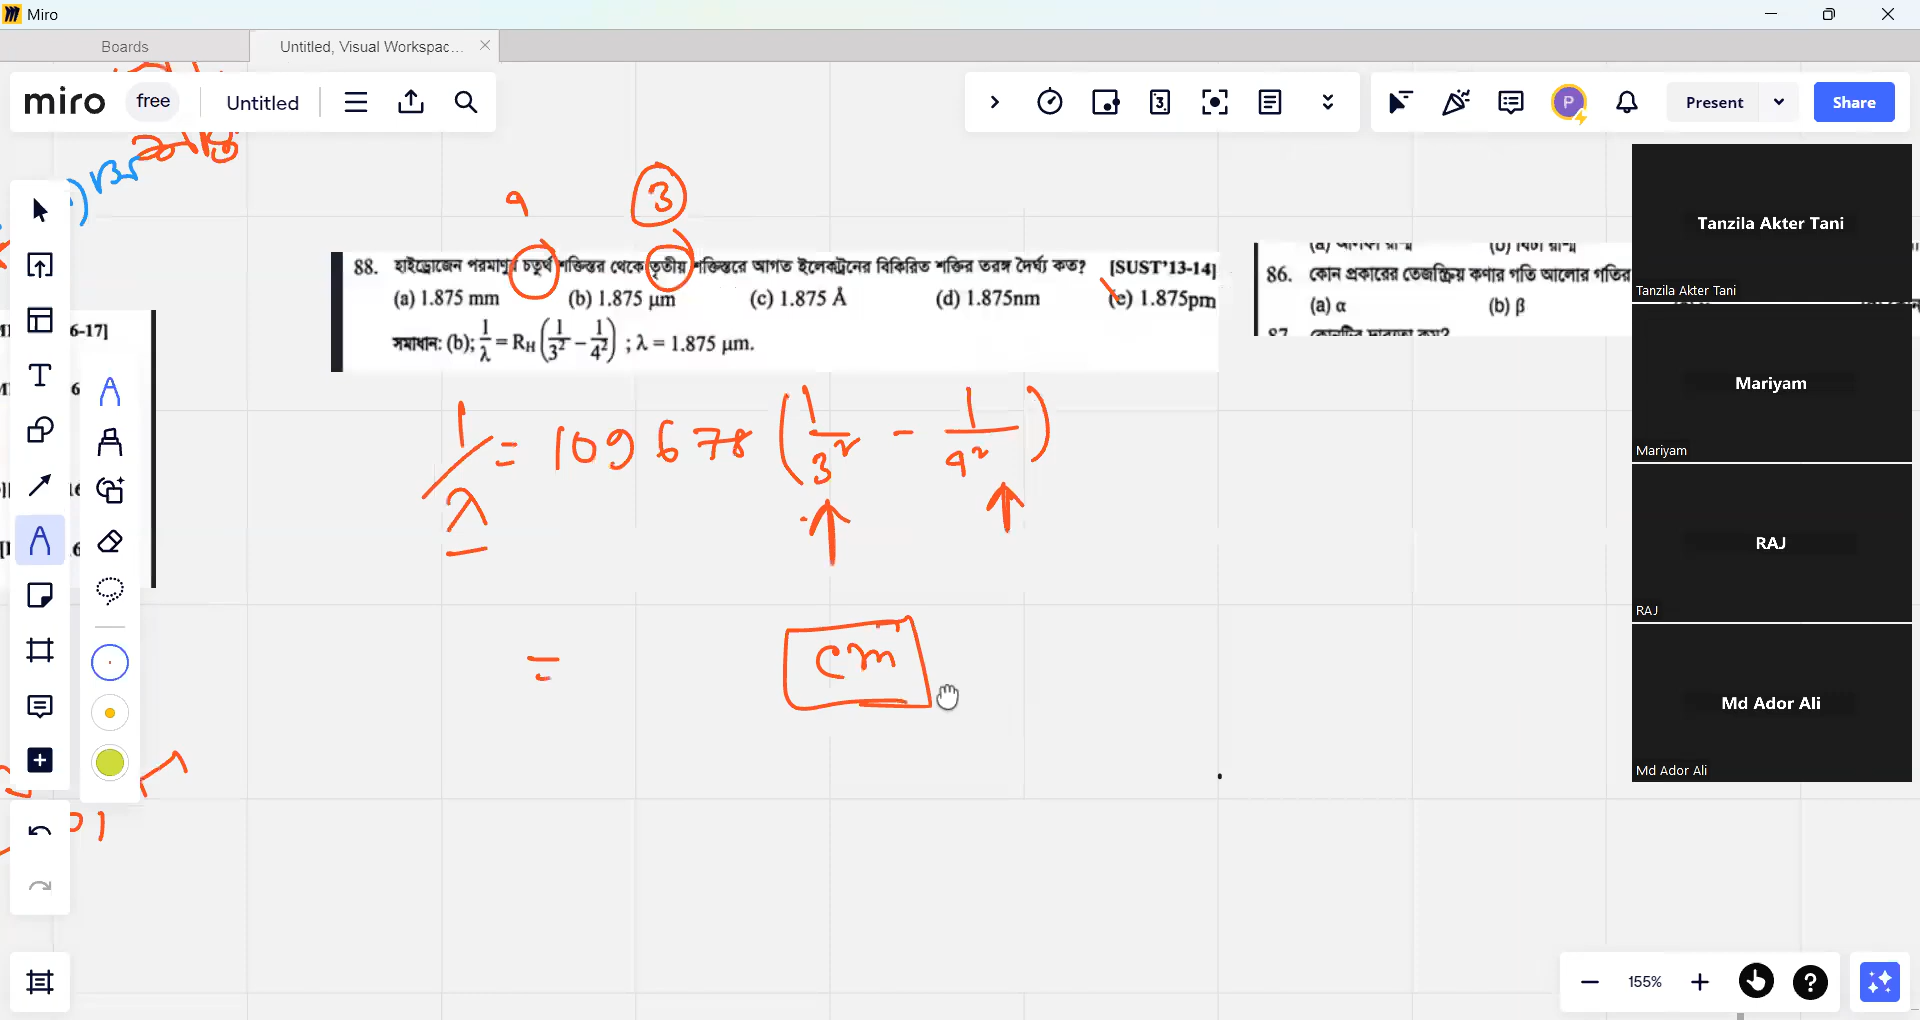 Miro
Boards
Untitled, Visual Workspac...
miro
free
Untitled
Present
Share
P
3
4
3
88. হাইড্রোজেন পরমাণুর চতুর্থ শক্তিস্তর থেকে তৃতীয় শক্তিস্তরে আগত ইলেকট্রনের বিকিরিত শক্তির তরঙ্গ দৈর্ঘ্য কত? [SUST'13-14]
(a) 1.875 mm (b) 1.875 μm (c) 1.875 Å (d) 1.875nm (e) 1.875pm
সমাধান: (b); 1/λ = R_H (1/3² − 1/4²) ; λ = 1.875 μm.
86. কোন প্রকারের তেজস্ক্রিয় কণার গতি আলোর গতির
(a) α (b) β
6-17]
1/λ = 109678 (1/3² - 1/4²)
= cm
Tanzila Akter Tani
Tanzila Akter Tani
Mariyam
Mariyam
RAJ
RAJ
Md Ador Ali
Md Ador Ali
155%